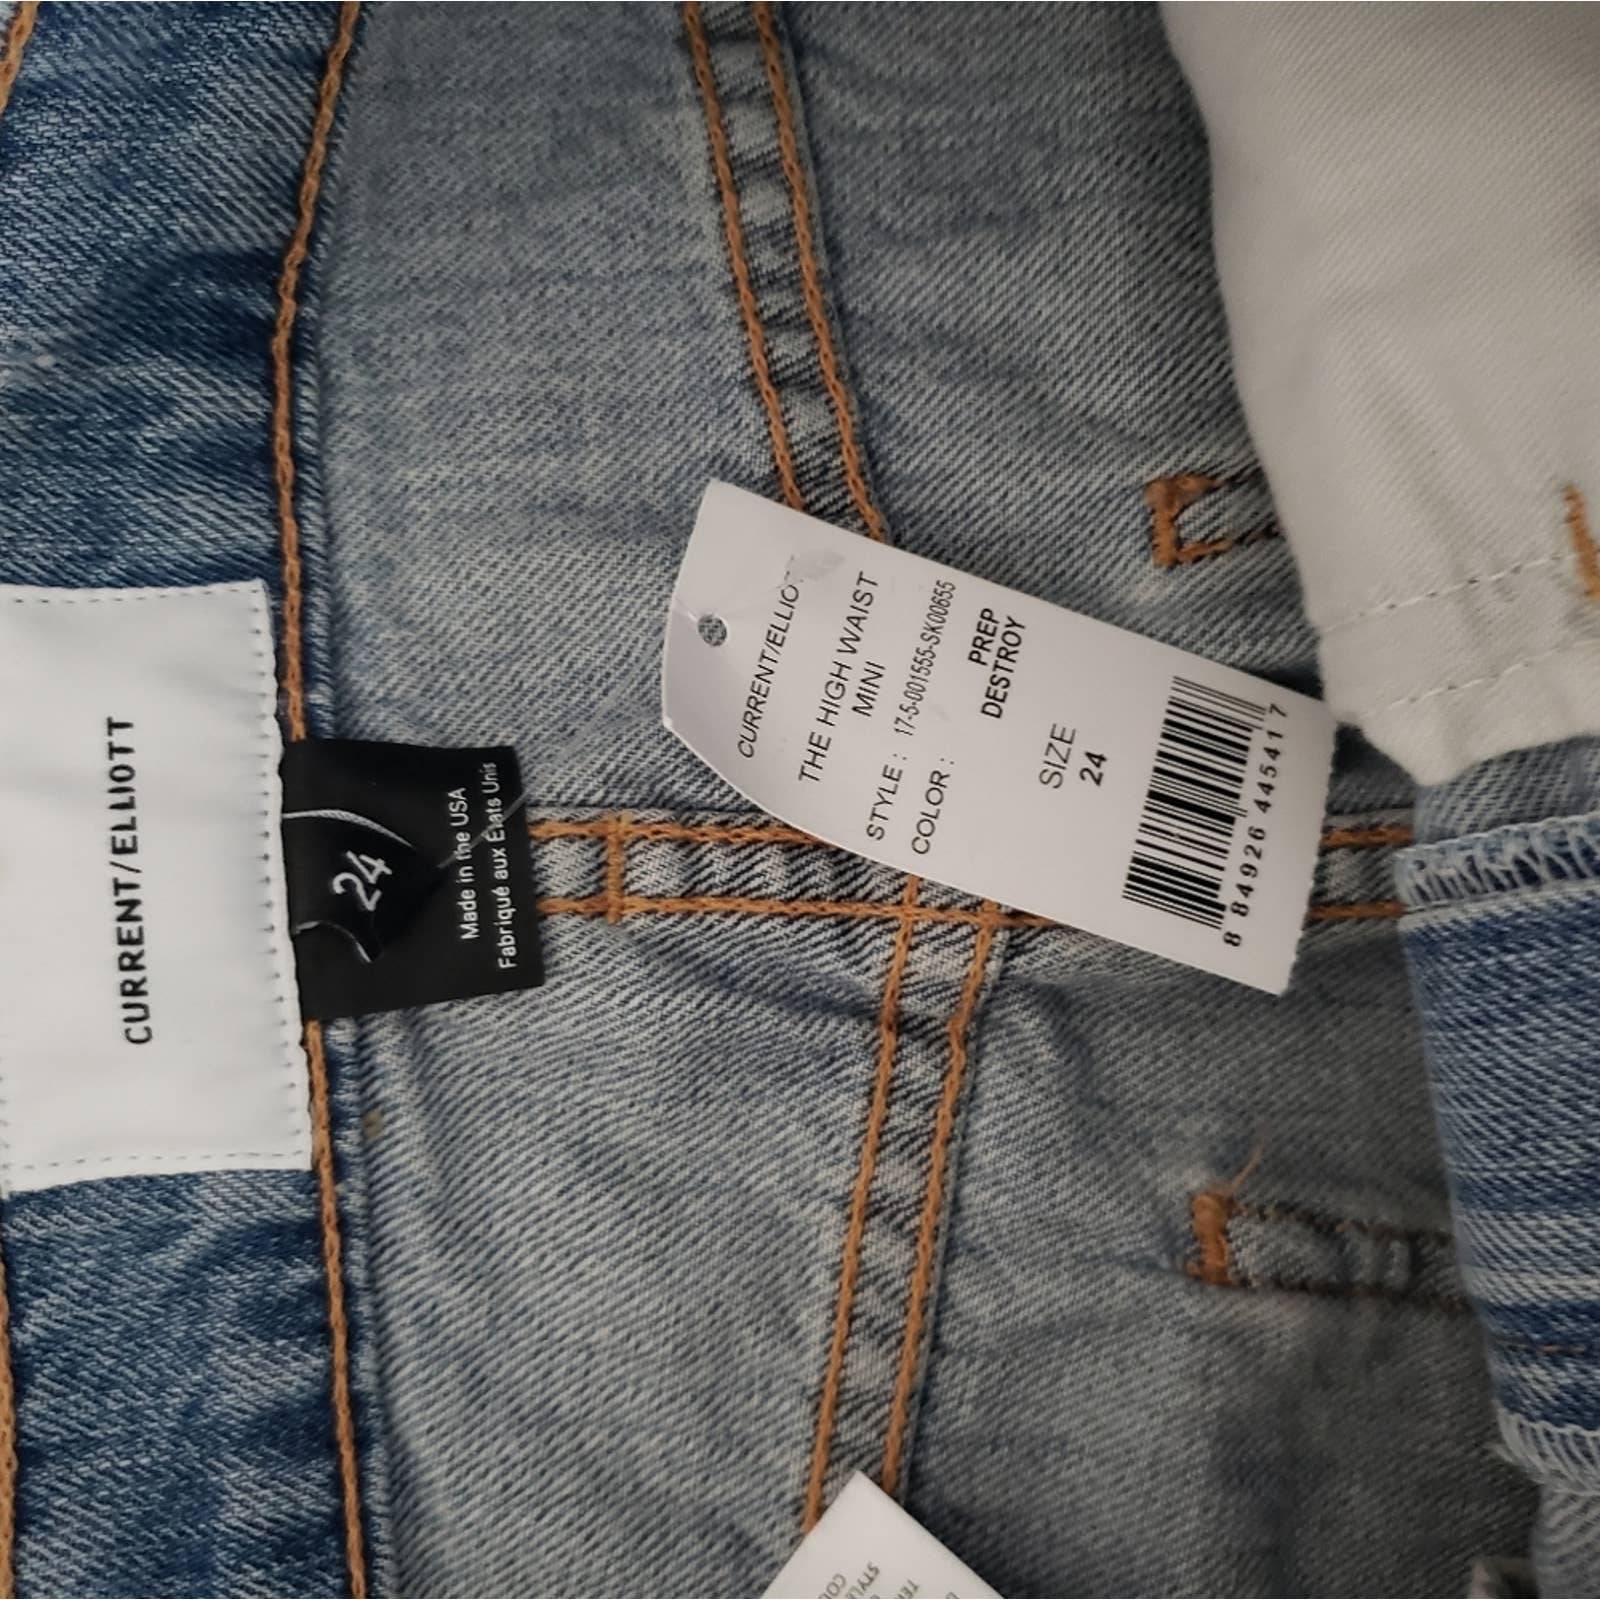 CURRENT/ELLIOTT
24
Made in the USA
Fabriqué aux États Unis
CURRENT/ELLIOT
THE HIGH WAIST
MINI
STYLE : 17-5-001555-SK00655
COLOR : PREP
DESTROY
SIZE
24
8 84926 44541 7